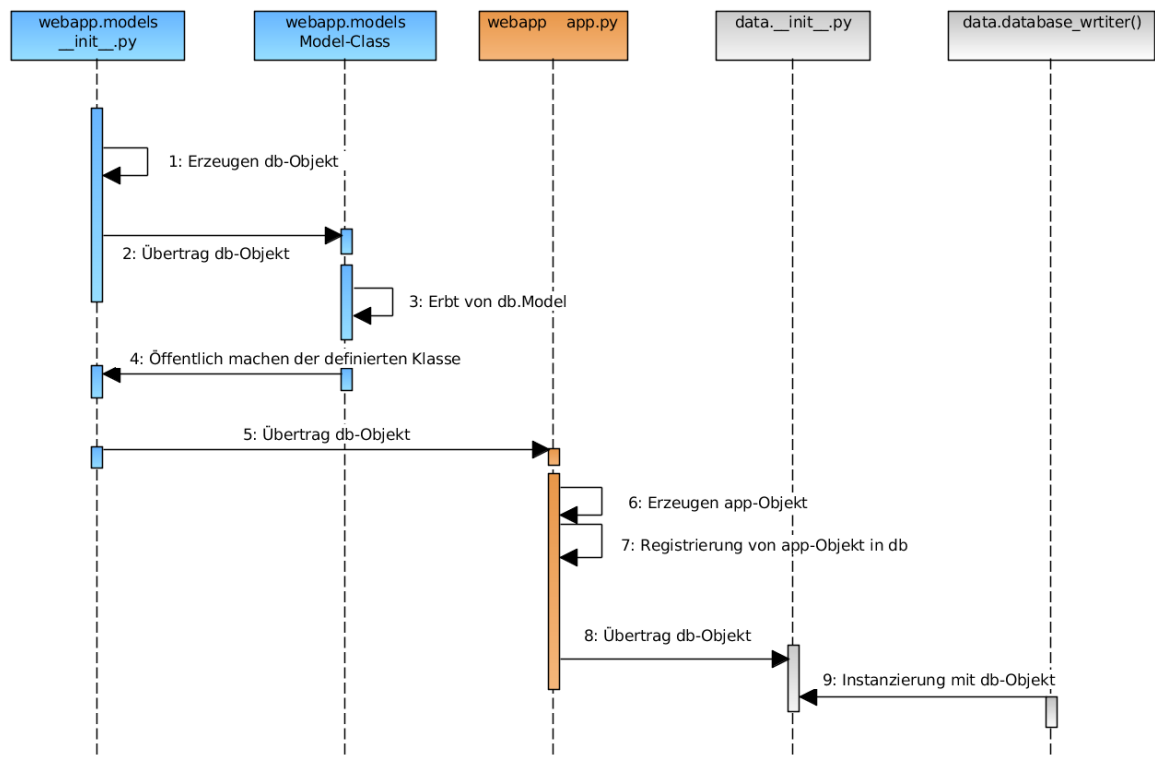 webapp.models
__init__.py
webapp.models
Model-Class
webapp app.py
data.__init__.py
data.database_wrtiter()
1: Erzeugen db-Objekt
2: Übertrag db-Objekt
3: Erbt von db.Model
4: Öffentlich machen der definierten Klasse
5: Übertrag db-Objekt
6: Erzeugen app-Objekt
7: Registrierung von app-Objekt in db
8: Übertrag db-Objekt
9: Instanzierung mit db-Objekt